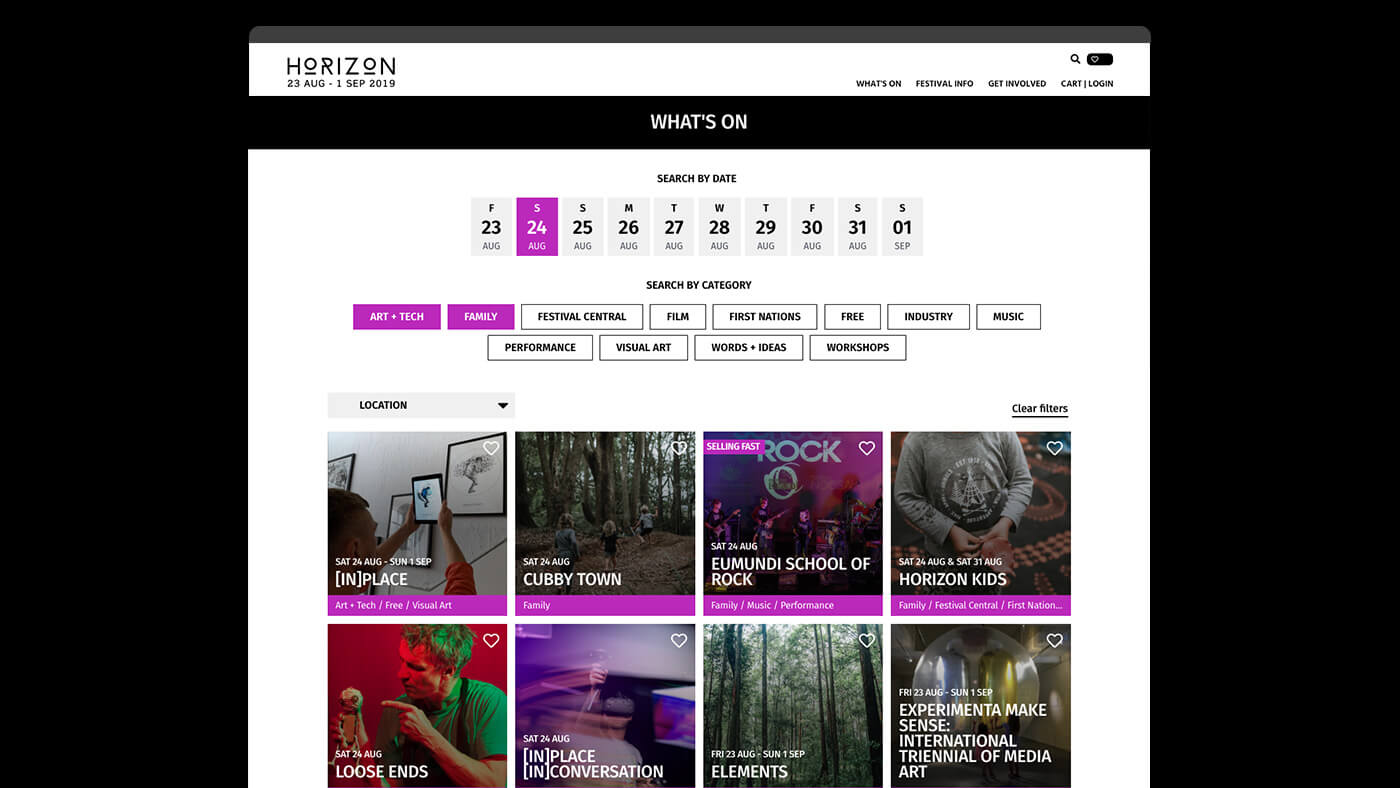 HORIZON
23 AUG - 1 SEP 2019
WHAT'S ON FESTIVAL INFO GET INVOLVED CART | LOGIN
WHAT'S ON
SEARCH BY DATE
F S S M T W T F S S
23 24 25 26 27 28 29 30 31 01
AUG AUG AUG AUG AUG AUG AUG AUG AUG SEP
SEARCH BY CATEGORY
ART + TECH FAMILY FESTIVAL CENTRAL FILM FIRST NATIONS FREE INDUSTRY MUSIC
PERFORMANCE VISUAL ART WORDS + IDEAS WORKSHOPS
LOCATION
Clear filters
SAT 24 AUG - SUN 1 SEP
[IN]PLACE
Art + Tech / Free / Visual Art
SAT 24 AUG
CUBBY TOWN
Family
SELLING FAST
ROCK
SAT 24 AUG
EUMUNDI SCHOOL OF
ROCK
Family / Music / Performance
SAT 24 AUG & SAT 31 AUG
HORIZON KIDS
Family / Festival Central / First Nation...
SAT 24 AUG
LOOSE ENDS
SAT 24 AUG
[IN]PLACE
[IN]CONVERSATION
FRI 23 AUG - SUN 1 SEP
ELEMENTS
FRI 23 AUG - SUN 1 SEP
EXPERIMENTA MAKE
SENSE:
INTERNATIONAL
TRIENNIAL OF MEDIA
ART